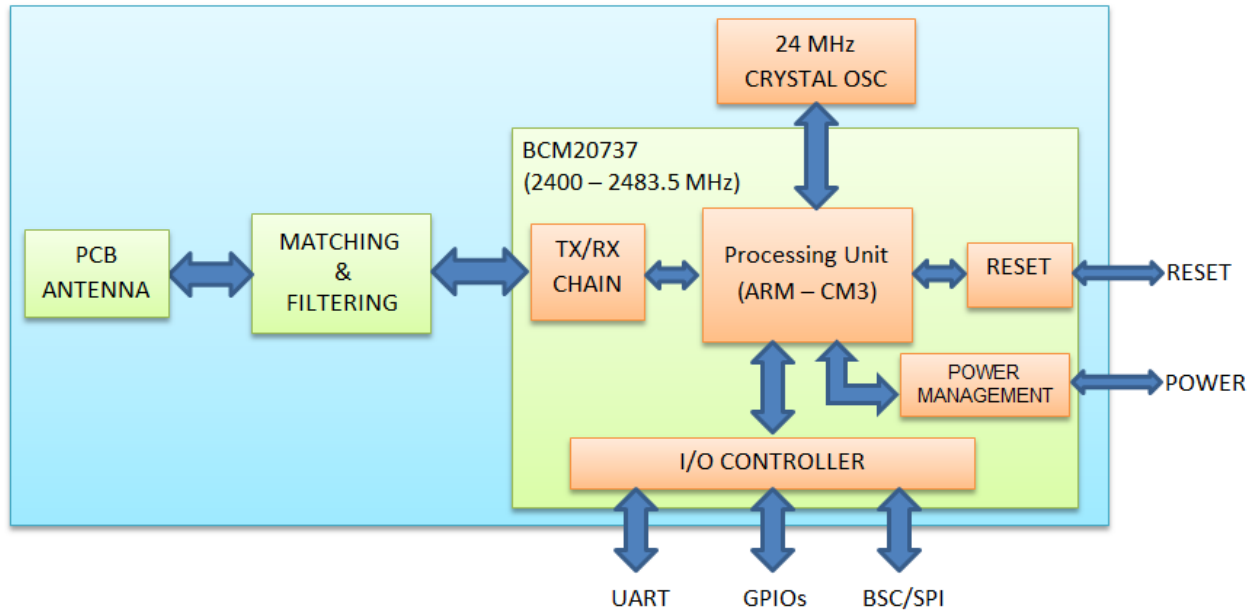 24 MHz
CRYSTAL OSC
BCM20737
(2400 – 2483.5 MHz)
PCB
ANTENNA
MATCHING
&
FILTERING
TX/RX
CHAIN
Processing Unit
(ARM – CM3)
RESET
RESET
POWER
MANAGEMENT
POWER
I/O CONTROLLER
UART
GPIOs
BSC/SPI